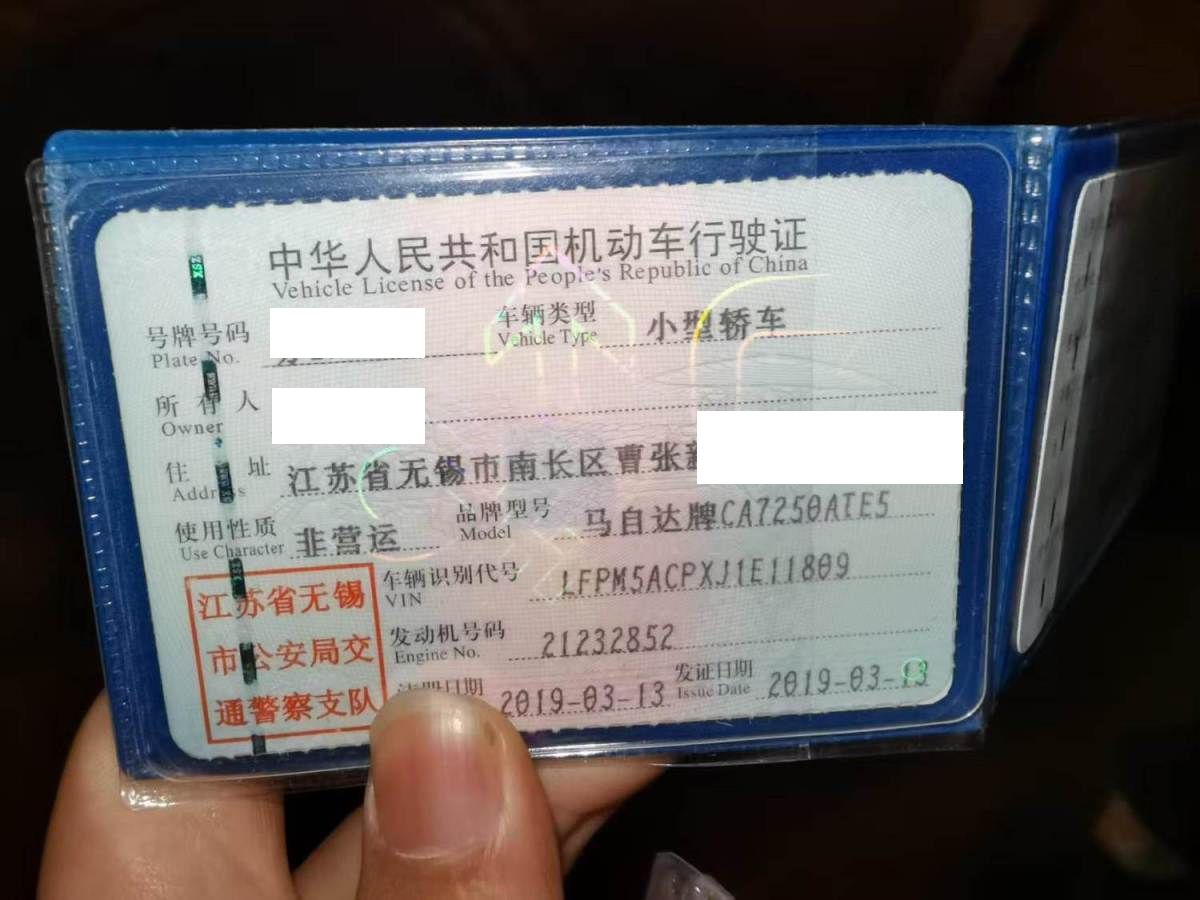 中华人民共和国机动车行驶证
Vehicle License of the People's Republic of China
号牌号码
Plate No.
车辆类型
Vehicle Type
小型轿车
所有人
Owner
住址
Address
江苏省无锡市南长区曹张新
使用性质
Use Character
非营运
品牌型号
Model
马自达牌CA7250ATE5
江苏省无锡
市公安局交
通警察支队
车辆识别代号
VIN
LFPM5ACPXJ1E11809
发动机号码
Engine No.
21232852
日期
2019-03-13
发证日期
Issue Date
2019-03-13